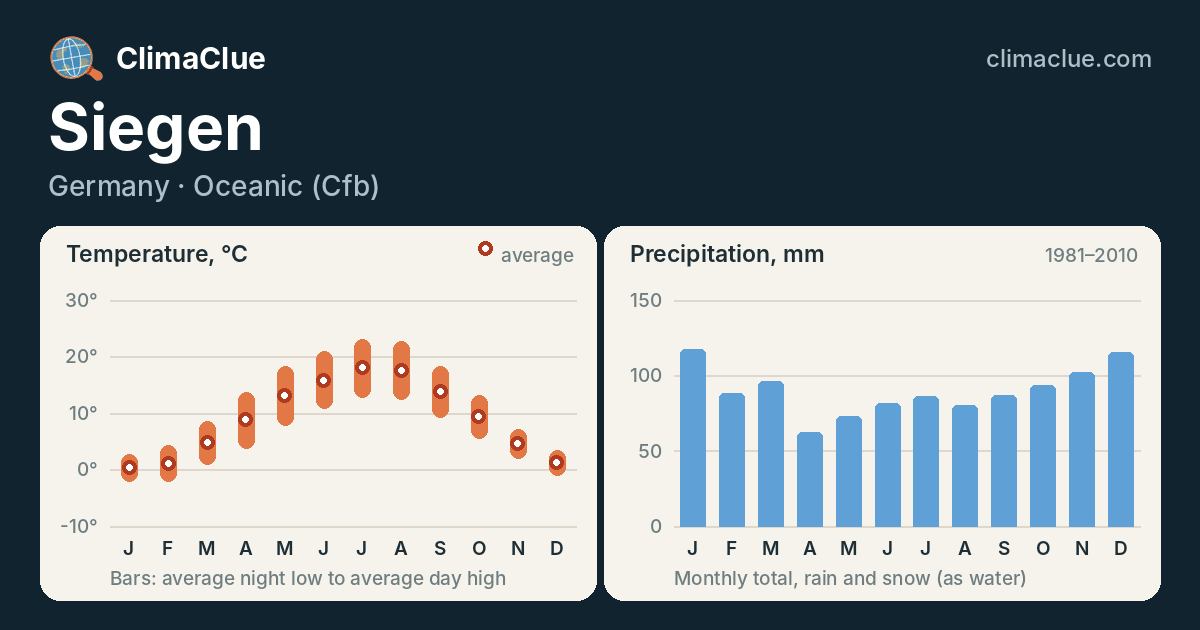 ClimaClue
climaclue.com
Siegen
Germany · Oceanic (Cfb)
Temperature, °C
average
30°
20°
10°
0°
-10°
J F M A M J J A S O N D
Bars: average night low to average day high
Precipitation, mm
1981–2010
150
100
50
0
J F M A M J J A S O N D
Monthly total, rain and snow (as water)